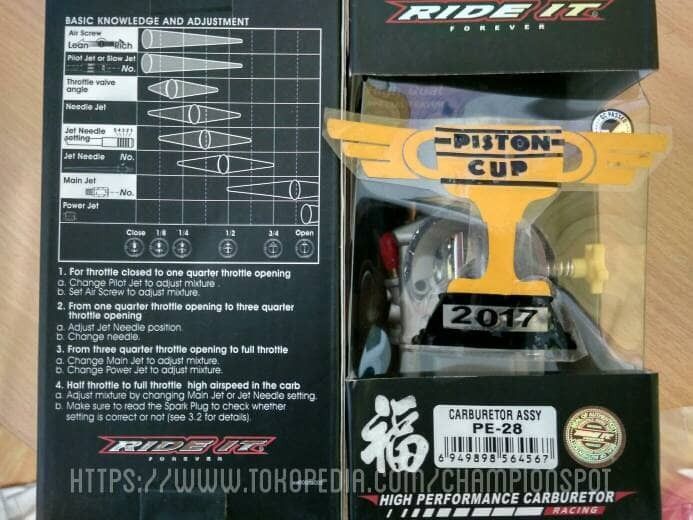 BASIC KNOWLEDGE AND ADJUSTMENT
Air Screw
Lean Rich
Pilot Jet or Slow Jet
No.
Throttle valve
angle
Needle Jet
Jet Needle
setting
5 4 3 2 1
Jet Needle No.
Main Jet
No.
Power Jet
Close 1/8 1/4 1/2 3/4 Open
1. For throttle closed to one quarter throttle opening
a. Change Pilot Jet to adjust mixture .
b. Set Air Screw to adjust mixture.
2. From one quarter throttle opening to three quarter
throttle opening
a. Adjust Jet Needle position.
b. Change needle.
3. From three quarter throttle opening to full throttle
a. Change Main Jet to adjust mixture.
b. Change Power Jet to adjust mixture.
4. Half throttle to full throttle high airspeed in the carb
a. Adjust mixture by changing Main Jet or Jet Needle setting.
b. Make sure to read the Spark Plug to check whether
setting is correct or not (see 3.2 for details).
RIDE IT
FOREVER
RIDE IT
FOREVER
PISTON
CUP
2017
福
CARBURETOR ASSY
PE-28
6 949898 564567
HIGH PERFORMANCE CARBURETOR
RACING
HTTPS://WWW.TOKOPEDIA.COM/CHAMPIONSPOT